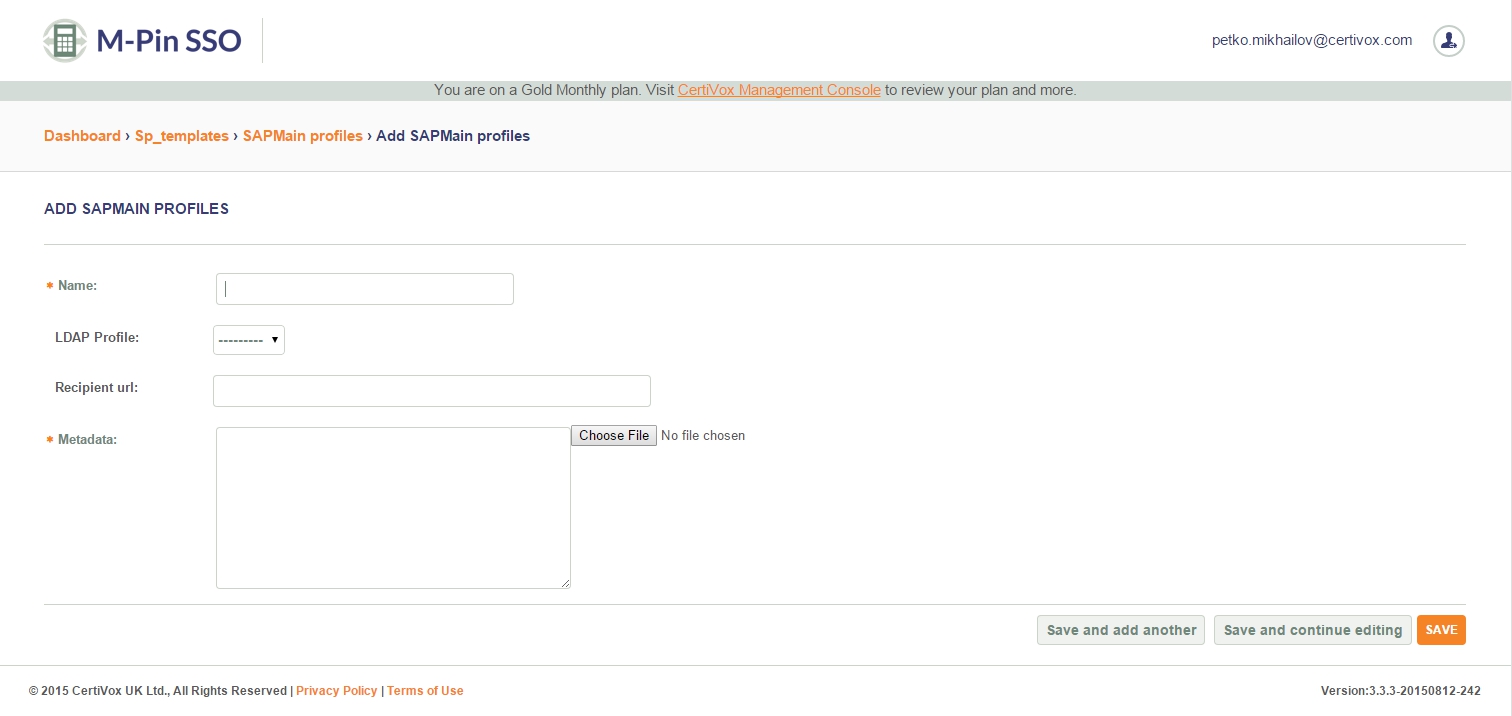 M-Pin SSO
petko.mikhailov@certivox.com
You are on a Gold Monthly plan. Visit CertiVox Management Console to review your plan and more.
Dashboard › Sp_templates › SAPMain profiles › Add SAPMain profiles
ADD SAPMAIN PROFILES
* Name:
LDAP Profile: ---------
Recipient url:
* Metadata: Choose File No file chosen
Save and add another Save and continue editing SAVE
© 2015 CertiVox UK Ltd., All Rights Reserved | Privacy Policy | Terms of Use Version:3.3.3-20150812-242